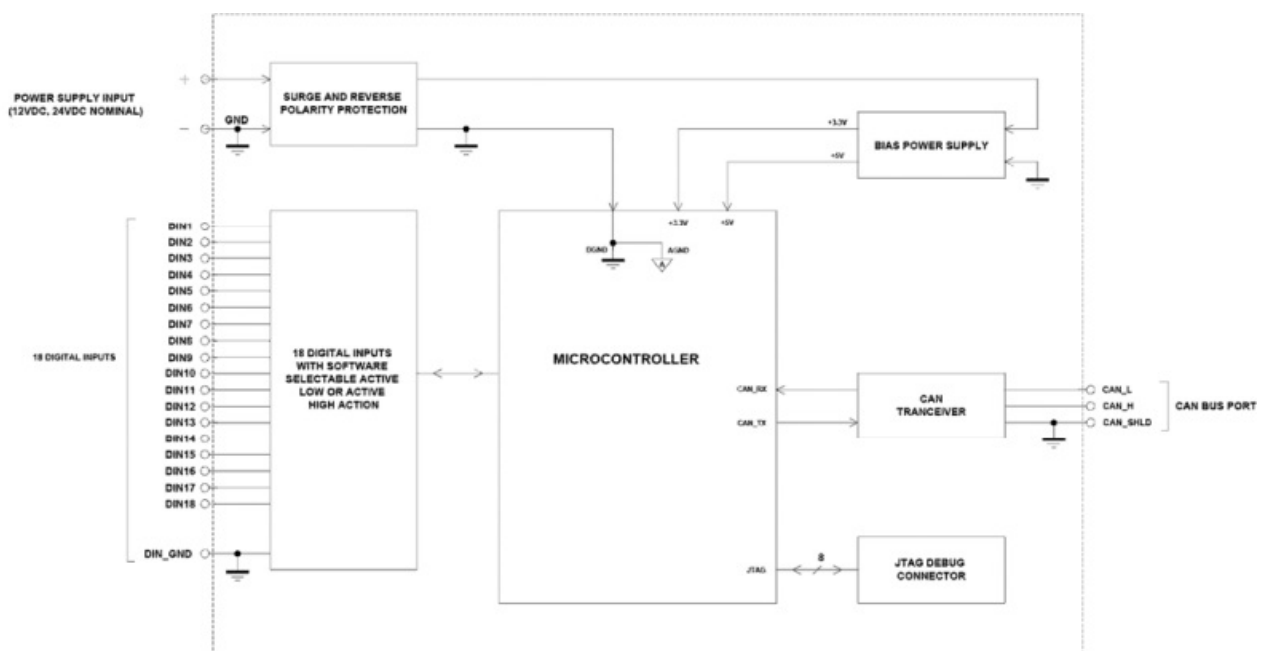 POWER SUPPLY INPUT
(12VDC, 24VDC NOMINAL)
+
−
GND
SURGE AND REVERSE
POLARITY PROTECTION
+3.3V
+5V
BIAS POWER SUPPLY
18 DIGITAL INPUTS
DIN1
DIN2
DIN3
DIN4
DIN5
DIN6
DIN7
DIN8
DIN9
DIN10
DIN11
DIN12
DIN13
DIN14
DIN15
DIN16
DIN17
DIN18
DIN_GND
18 DIGITAL INPUTS
WITH SOFTWARE
SELECTABLE ACTIVE
LOW OR ACTIVE
HIGH ACTION
+3.3V
+5V
DGND
AGND
A
MICROCONTROLLER
CAN_RX
CAN_TX
JTAG
CAN
TRANCEIVER
CAN_L
CAN_H
CAN_SHLD
CAN BUS PORT
8
JTAG DEBUG
CONNECTOR